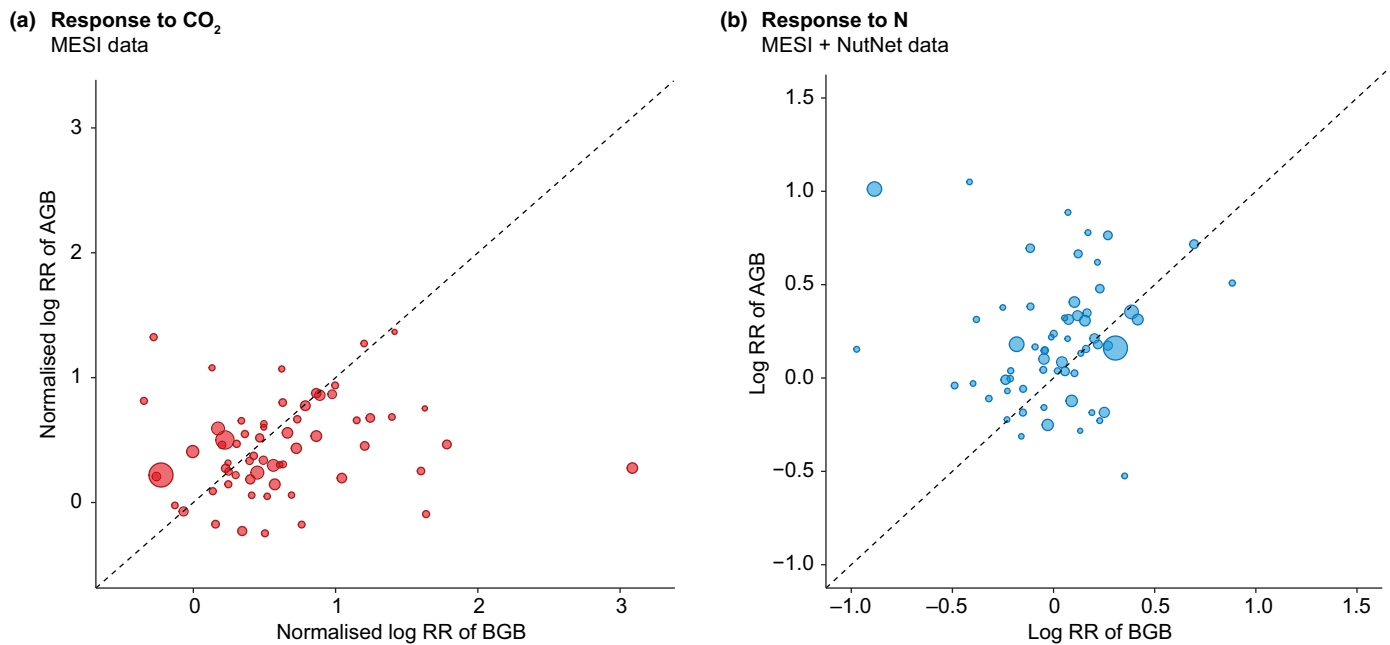 (a) Response to CO₂
MESI data
Normalised log RR of AGB
3
2
1
0
0
1
2
3
Normalised log RR of BGB
(b) Response to N
MESI + NutNet data
Log RR of AGB
1.5
1.0
0.5
0.0
−0.5
−1.0
−1.0
−0.5
0
0.5
1.0
1.5
Log RR of BGB